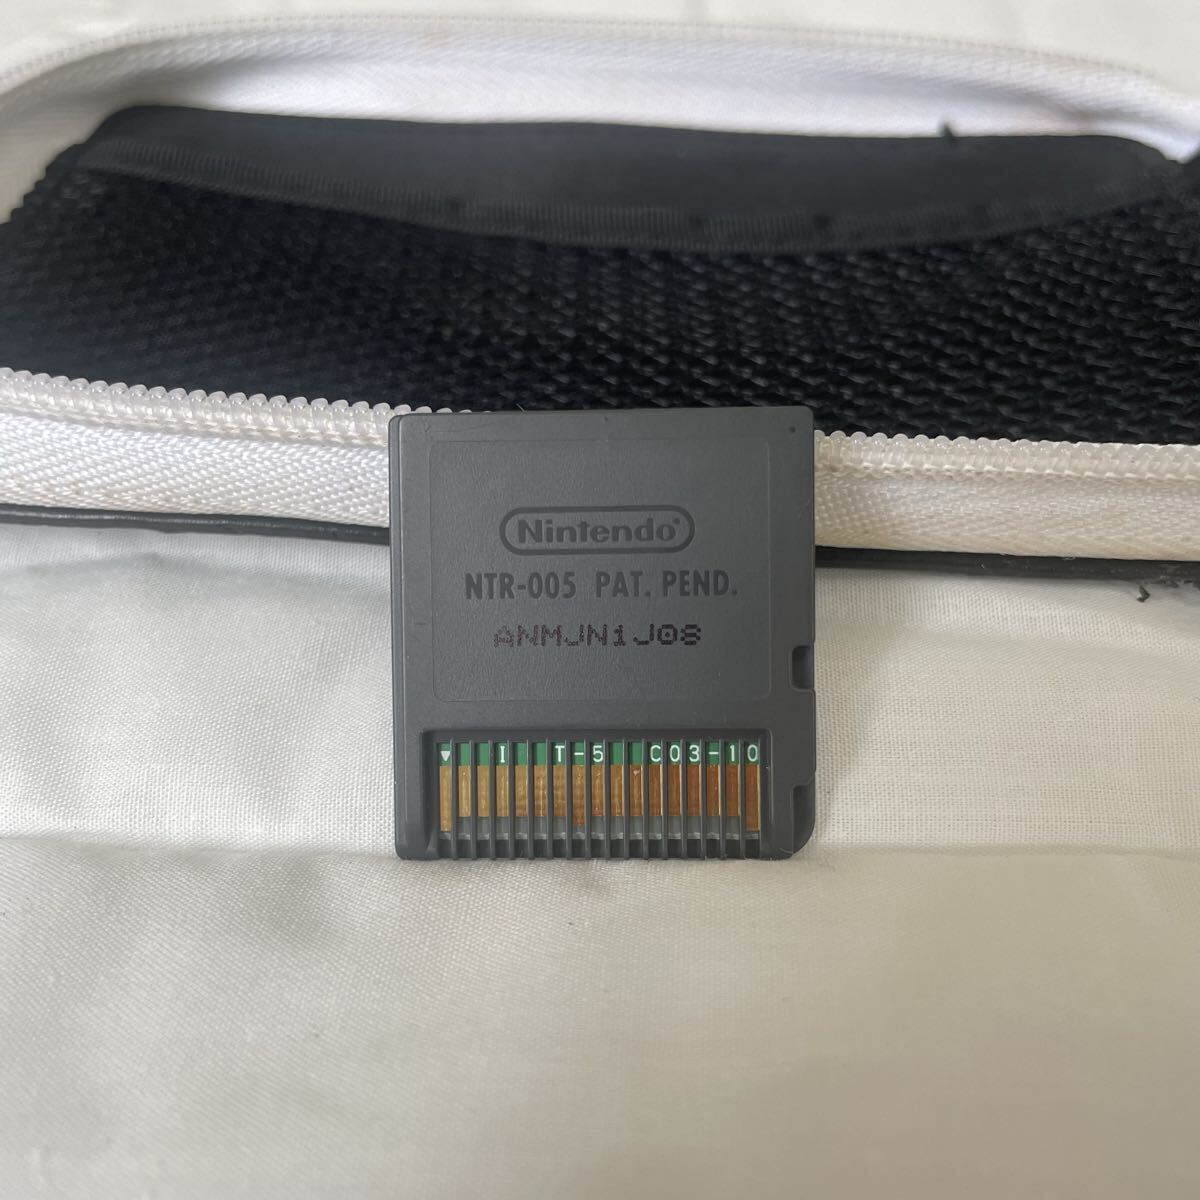 Nintendo®
NTR-005 PAT. PEND.
ANMJN1J08
▼ I T-5 C03-10